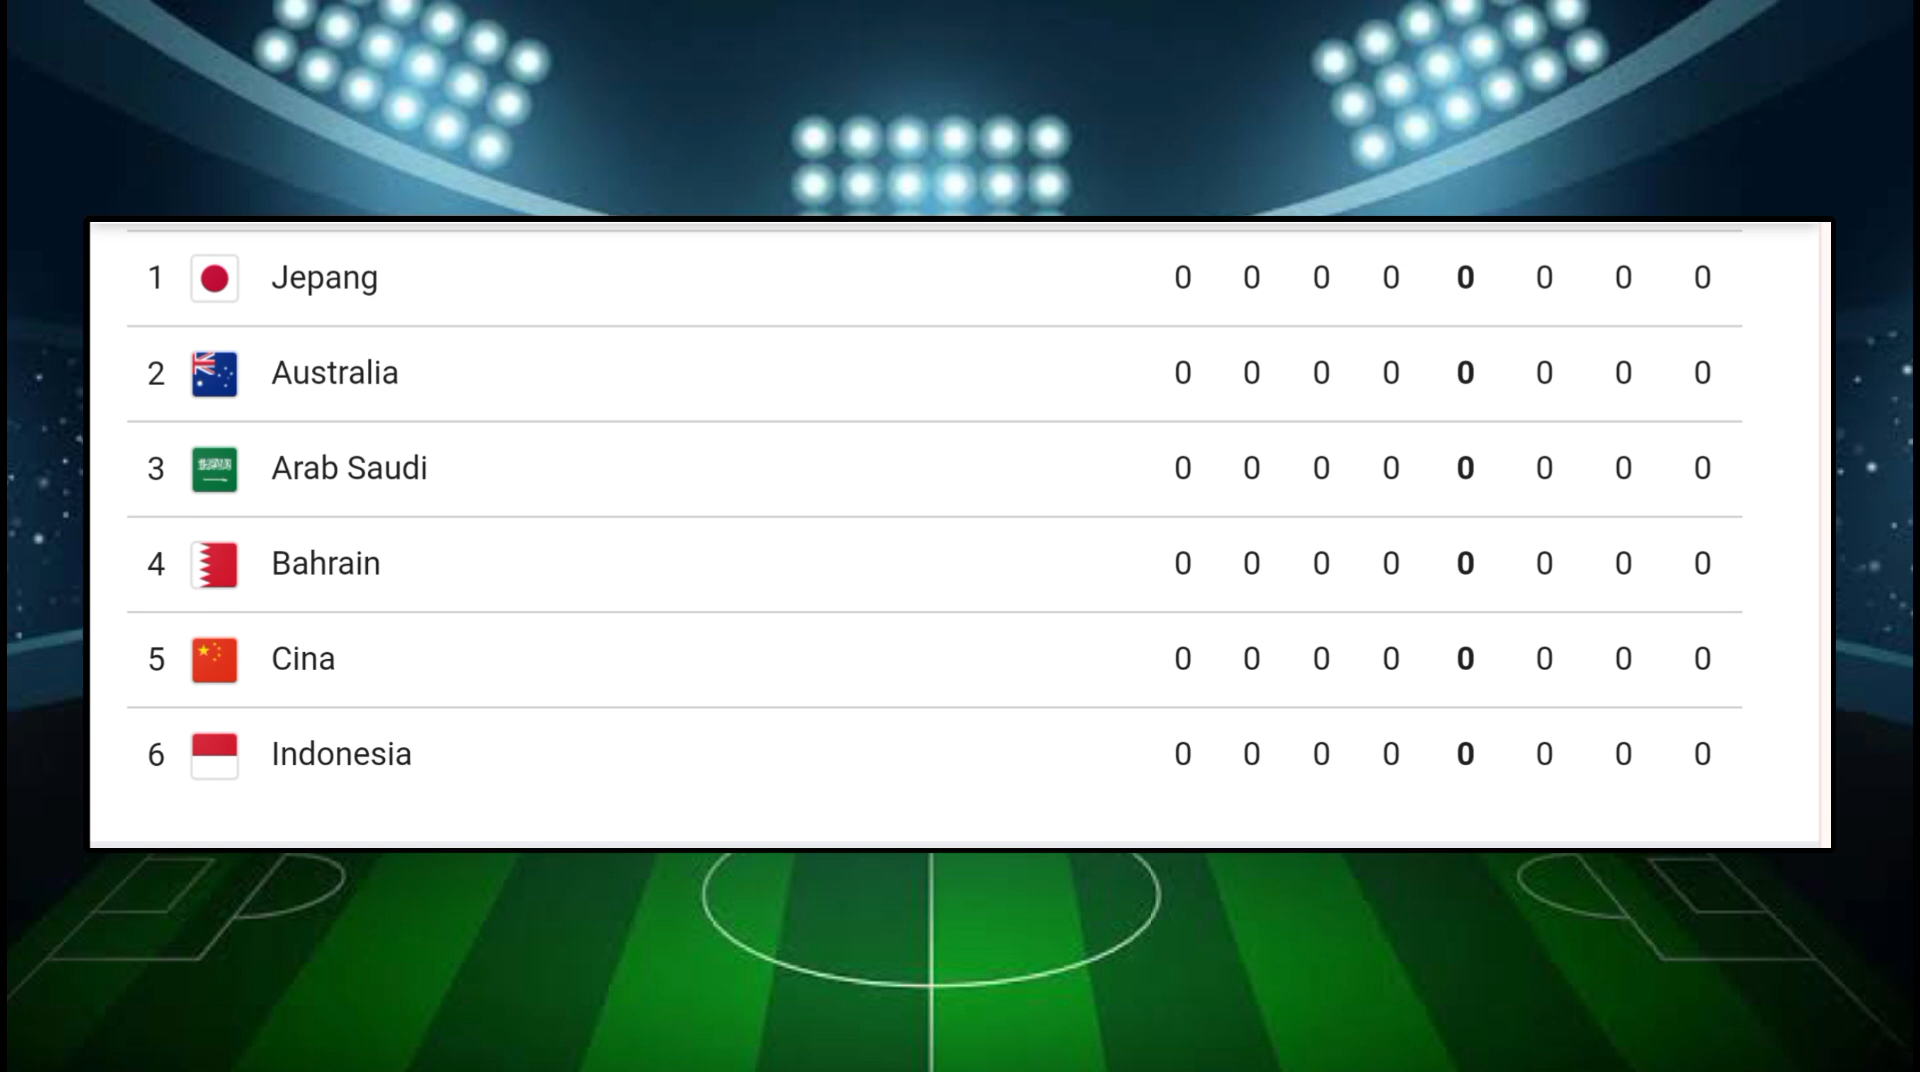 1 Jepang 0 0 0 0 0 0 0 0
2 Australia 0 0 0 0 0 0 0 0
3 Arab Saudi 0 0 0 0 0 0 0 0
4 Bahrain 0 0 0 0 0 0 0 0
5 Cina 0 0 0 0 0 0 0 0
6 Indonesia 0 0 0 0 0 0 0 0